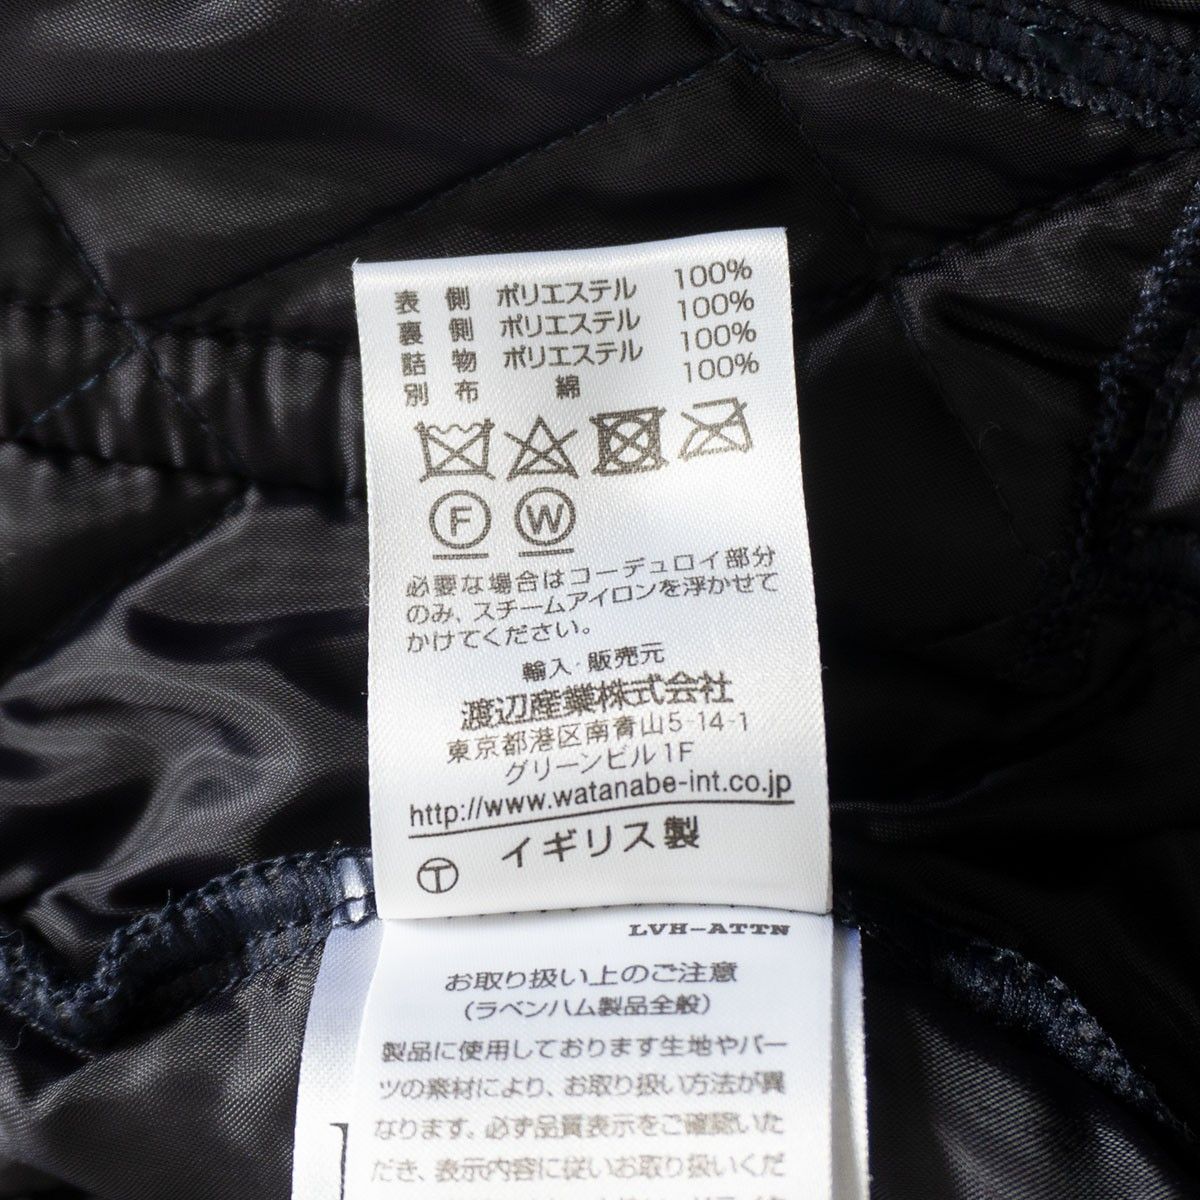 表側 ポリエステル 100%
裏側 ポリエステル 100%
詰物 ポリエステル 100%
別布 綿 100%
F W
必要な場合はコーデュロイ部分
のみ、スチームアイロンを浮かせて
かけてください。
輸入・販売元
渡辺産業株式会社
東京都港区南青山5-14-1
グリーンビル1F
http://www.watanabe-int.co.jp
イギリス製
T
LVH-ATTN
お取り扱い上のご注意
(ラベンハム製品全般)
製品に使用しております生地やパー
ツの素材により、お取り扱い方法が異
なります。必ず品質表示をご確認いた
だき、表示内容に従いお取り扱いくだ